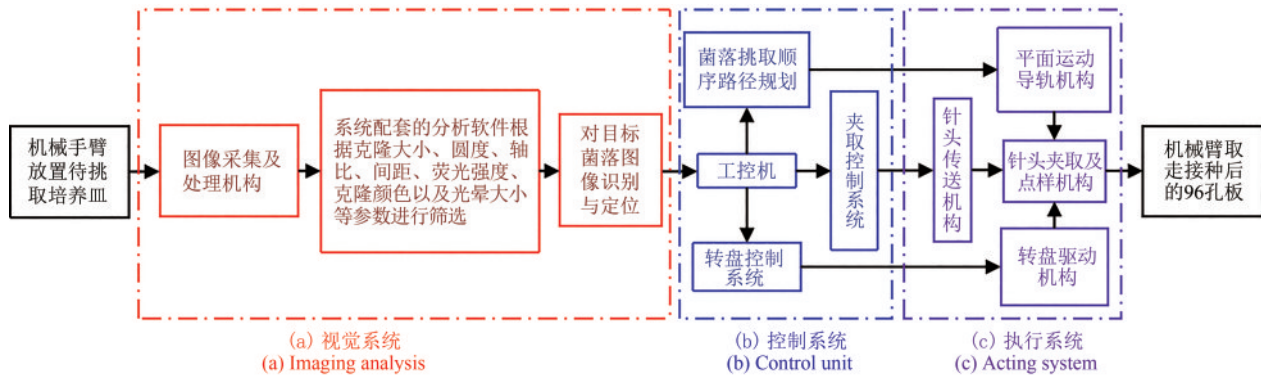 机械手臂
放置待挑
取培养皿
图像采集及
处理机构
系统配套的分析软件根
据克隆大小、圆度、轴
比、间距、荧光强度、
克隆颜色以及光晕大小
等参数进行筛选
对目标
菌落图
像识别
与定位
菌落挑取顺
序路径规划
工控机
转盘控制
系统
夹取控制系统
针头传送机构
平面运动
导轨机构
针头夹取及
点样机构
转盘驱动
机构
机械臂取
走接种后
的96孔板
(a) 视觉系统
(a) Imaging analysis
(b) 控制系统
(b) Control unit
(c) 执行系统
(c) Acting system